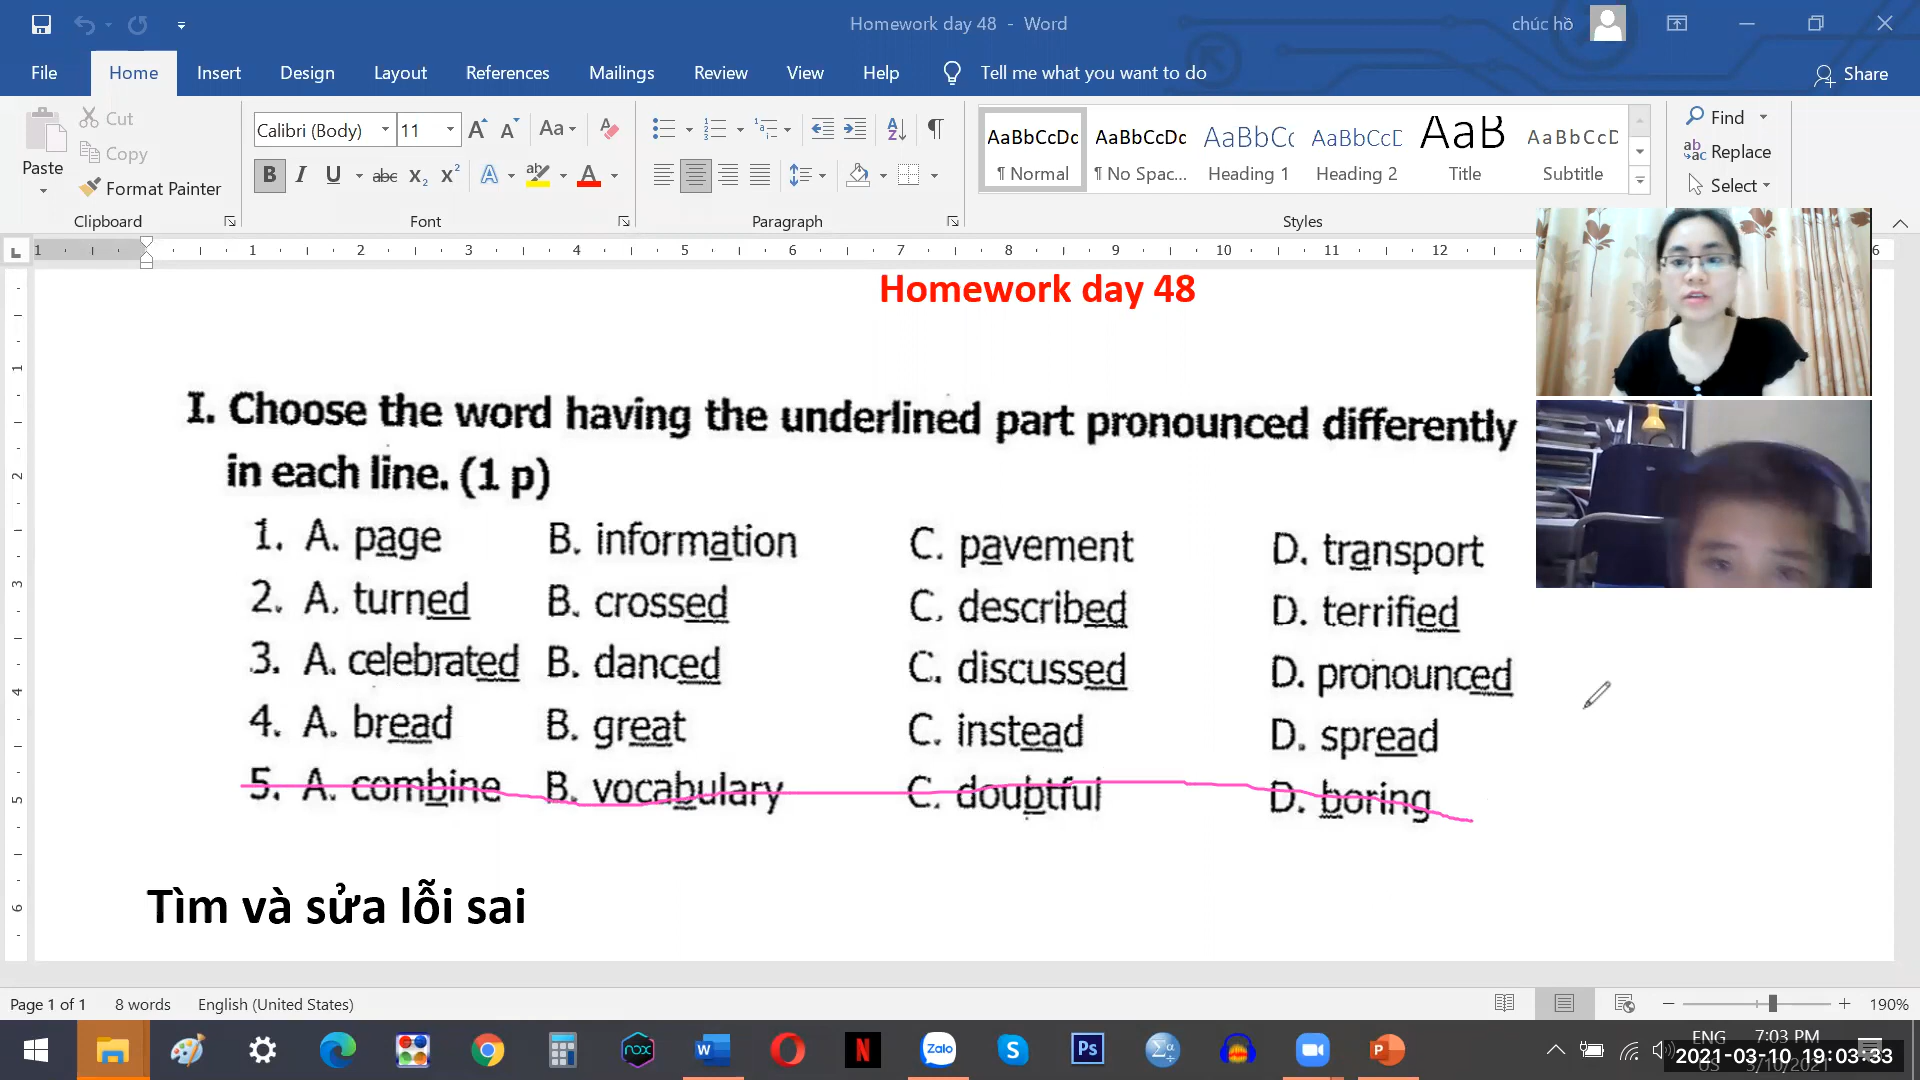 Homework day 48 - Word
chúc hồ
File Home Insert Design Layout References Mailings Review View Help Tell me what you want to do Share
Cut
Copy
Paste
Format Painter
Clipboard
Calibri (Body) 11
Font
Paragraph
AaBbCcDc AaBbCcDc AaBbCc AaBbCcD AaB AaBbCcD
¶ Normal ¶ No Spac... Heading 1 Heading 2 Title Subtitle
Styles
Find
Replace
Select
Homework day 48
I. Choose the word having the underlined part pronounced differently
in each line. (1 p)
1. A. page B. information C. pavement D. transport
2. A. turned B. crossed C. described D. terrified
3. A. celebrated B. danced C. discussed D. pronounced
4. A. bread B. great C. instead D. spread
5. A. combine B. vocabulary C. doubtful D. boring
Tìm và sửa lỗi sai
Page 1 of 1 8 words English (United States) 190%
ENG 7:03 PM
2021-03-10 19:03:33